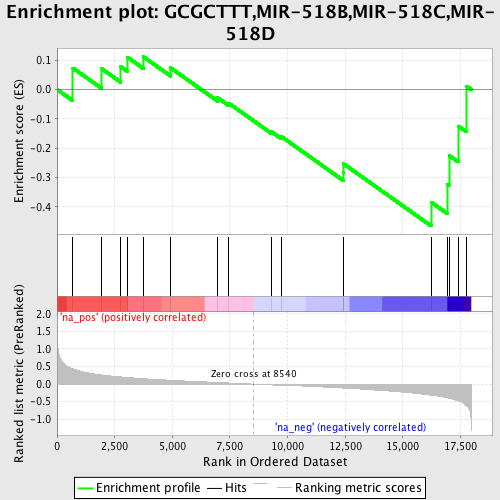 Enrichment plot: GCGCTTT,MIR-518B,MIR-518C,MIR-
518D
Enrichment score (ES)
0.1
0.0
-0.1
-0.2
-0.3
-0.4
Ranked list metric (PreRanked)
'na_pos' (positively correlated)
2.0
1.5
1.0
0.5
0.0
-0.5
-1.0
Zero cross at 8540
'na_neg' (negatively correlated)
0
2,500
5,000
7,500
10,000
12,500
15,000
17,500
Rank in Ordered Dataset
Enrichment profile
Hits
Ranking metric scores